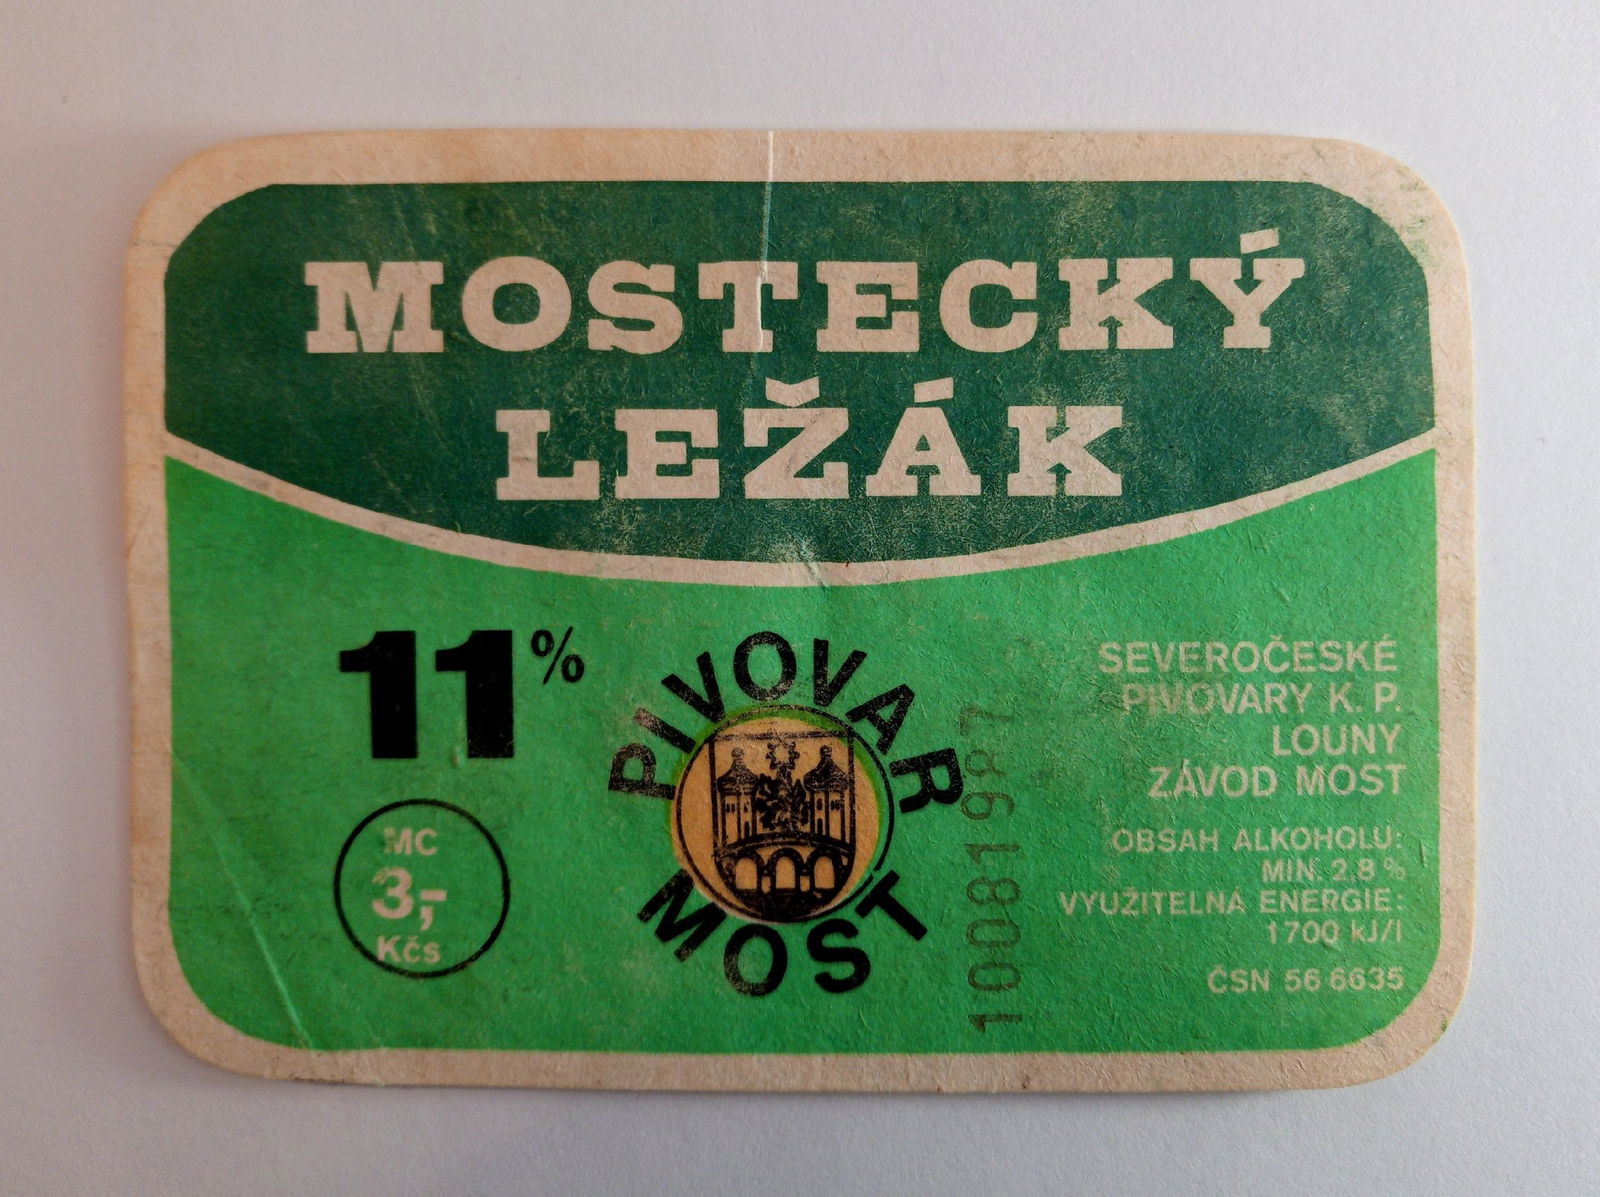 MOSTECKÝ
LEŽÁK
11%
MC
3,-
Kčs
PIVOVAR
MOST
10081987
SEVEROČESKÉ
PIVOVARY K. P.
LOUNY
ZÁVOD MOST
OBSAH ALKOHOLU:
MIN. 2,8 %
VYUŽITELNÁ ENERGIE:
1700 kJ/l
ČSN 56 6635